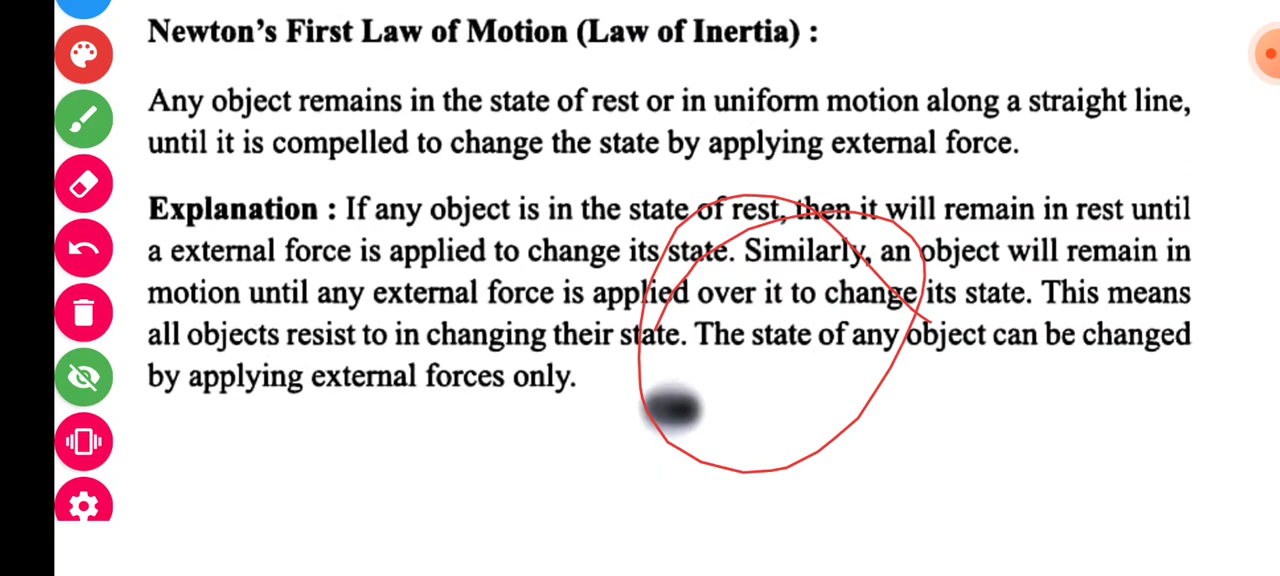 Newton's First Law of Motion (Law of Inertia) :
Any object remains in the state of rest or in uniform motion along a straight line,
until it is compelled to change the state by applying external force.
Explanation : If any object is in the state of rest, then it will remain in rest until
a external force is applied to change its state. Similarly, an object will remain in
motion until any external force is applied over it to change its state. This means
all objects resist to in changing their state. The state of any object can be changed
by applying external forces only.